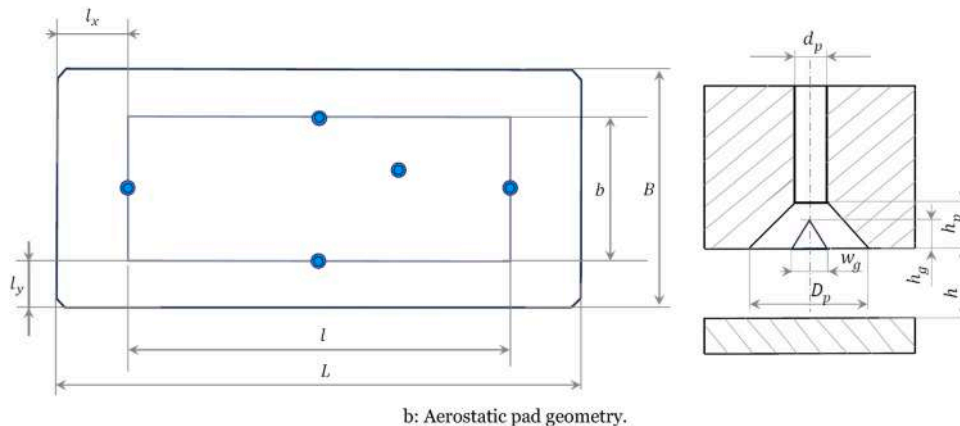 l_x
d_p
b
B
h_p
l_y
w_g
h_g
h
D_p
l
L
b: Aerostatic pad geometry.